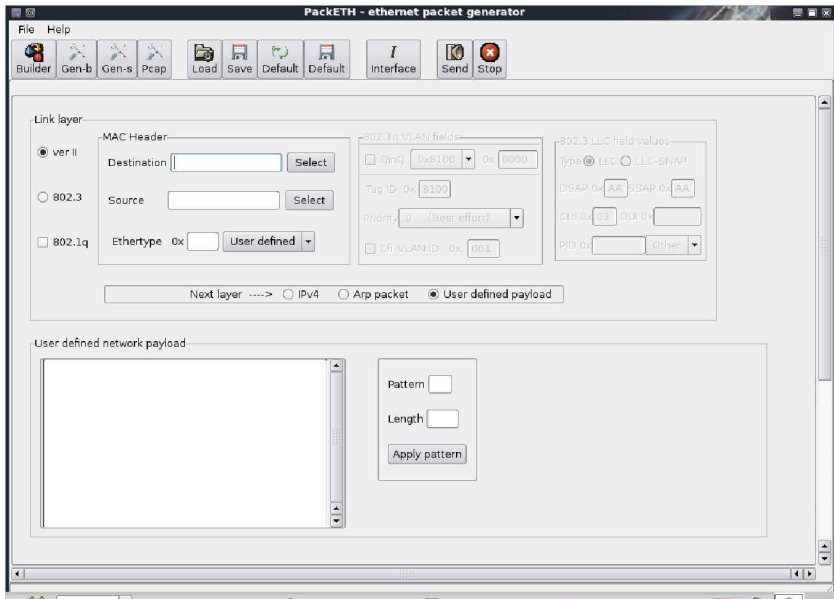 PackETH - ethernet packet generator
File Help
Builder Gen-b Gen-s Pcap Load Save Default Default Interface Send Stop
Link layer
MAC Header
802.1q VLAN fields
802.3 LLC field values
ver II
Destination Select
QinQ 0x8100 0x 0000
Type LLC LLC-SNAP
Tag ID 0x 8100
DSAP 0x AA SSAP 0x AA
802.3
Source Select
Priority 0 (Best effort)
Ctrl 0x 03 OUI 0x
802.1q
Ethertype 0x User defined
Cfi VLAN ID 0x 001
PID 0x Other
Next layer ----> IPv4 Arp packet User defined payload
User defined network payload
Pattern
Length
Apply pattern